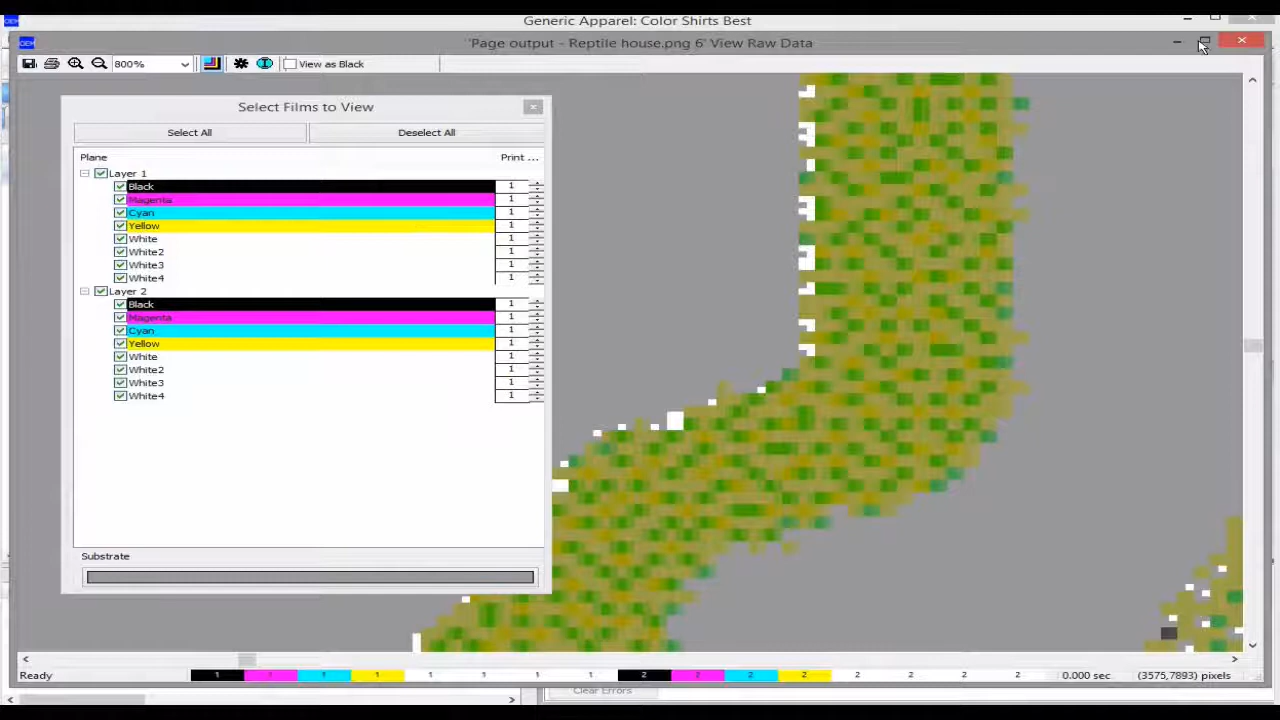 Generic Apparel: Color Shirts Best
'Page output - Reptile house.png 6' View Raw Data
800%
View as Black
Select Films to View
Select All
Deselect All
Plane
Print ...
Layer 1
Black 1
Magenta 1
Cyan 1
Yellow 1
White 1
White2 1
White3 1
White4 1
Layer 2
Black 1
Magenta 1
Cyan 1
Yellow 1
White 1
White2 1
White3 1
White4 1
Substrate
Ready 1 1 1 1 1 1 1 1 2 2 2 2 2 2 2 2 0.000 sec (3575,7893) pixels
Clear Errors